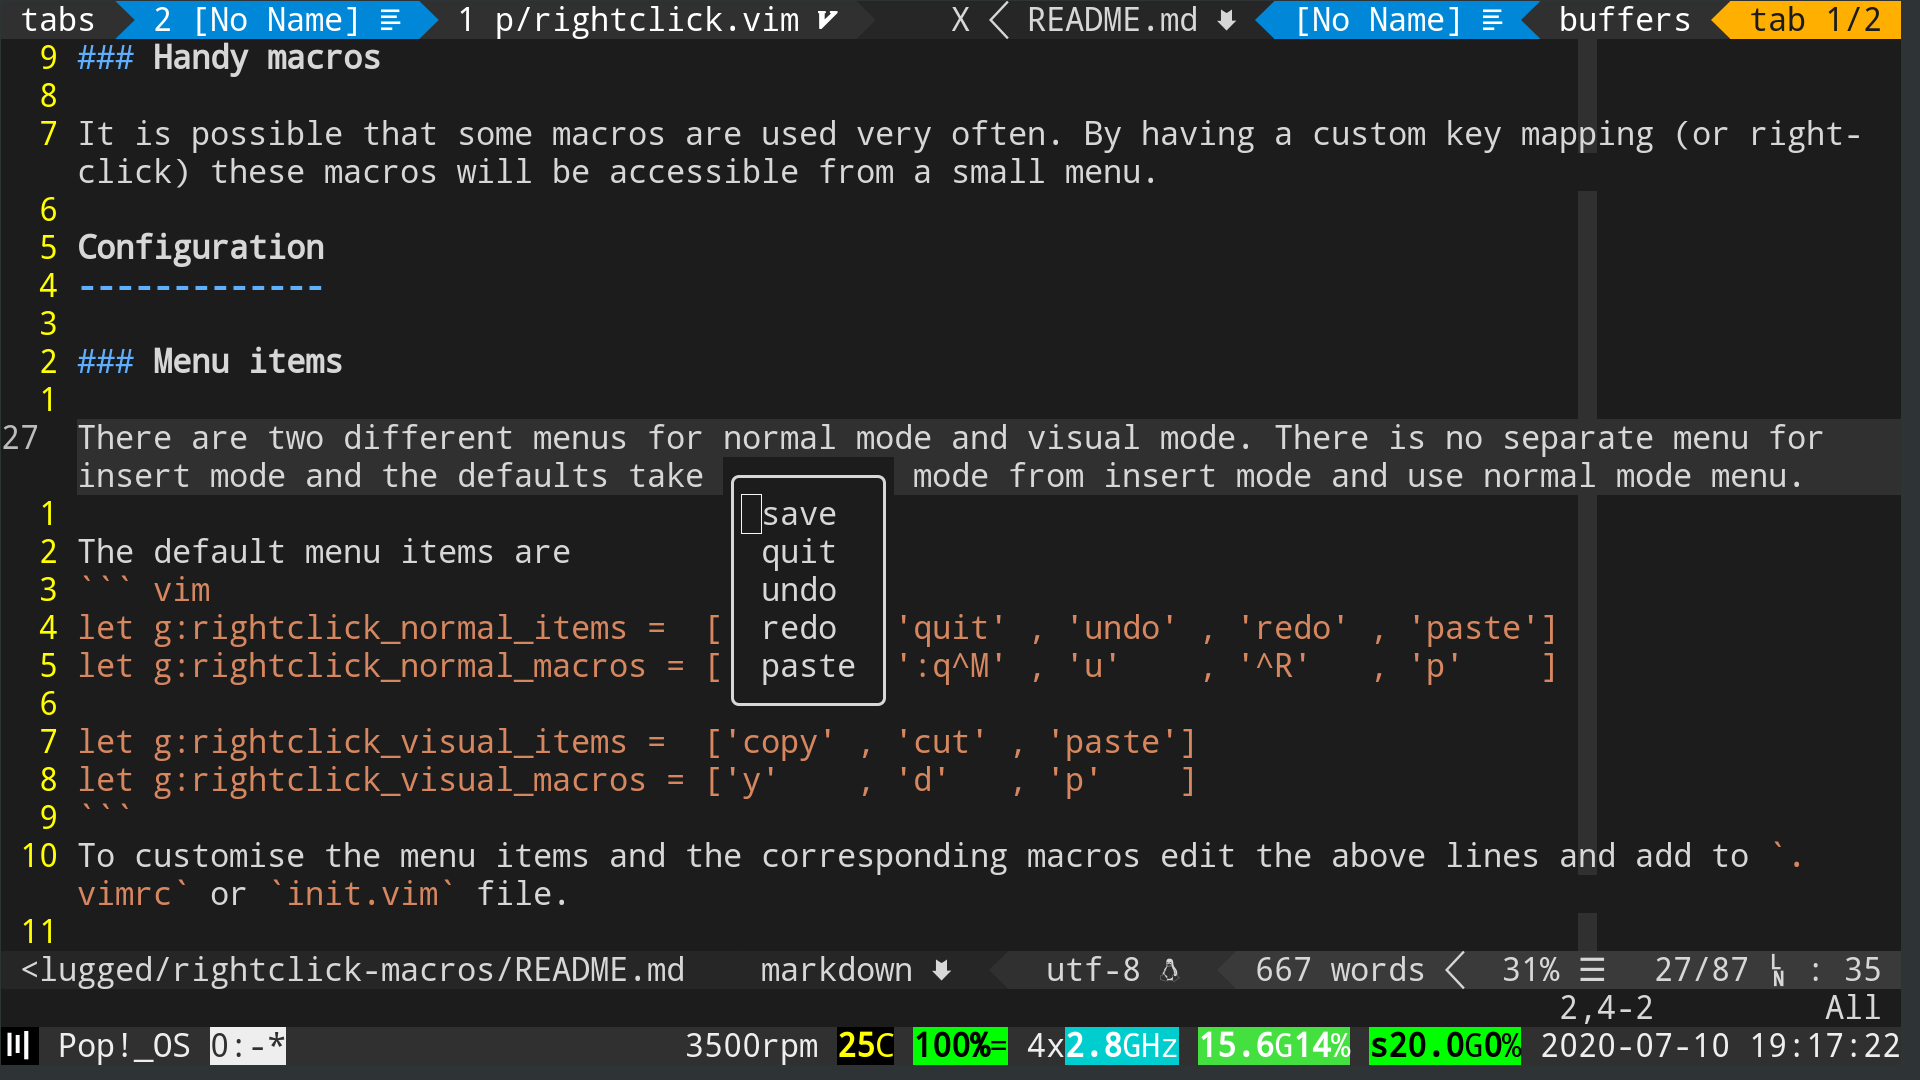 tabs 2 [No Name] 1 p/rightclick.vim X README.md [No Name] buffers tab 1/2
9 ### Handy macros
8
7 It is possible that some macros are used very often. By having a custom key mapping (or right-
click) these macros will be accessible from a small menu.
6
5 Configuration
4 -------------
3
2 ### Menu items
1
27 There are two different menus for normal mode and visual mode. There is no separate menu for
insert mode and the defaults take mode from insert mode and use normal mode menu.
1 save
2 The default menu items are quit
3 ``` vim undo
4 let g:rightclick_normal_items = [ redo 'quit' , 'undo' , 'redo' , 'paste']
5 let g:rightclick_normal_macros = [ paste ':q^M' , 'u' , '^R' , 'p' ]
6
7 let g:rightclick_visual_items = ['copy' , 'cut' , 'paste']
8 let g:rightclick_visual_macros = ['y' , 'd' , 'p' ]
9 ```
10 To customise the menu items and the corresponding macros edit the above lines and add to `.
vimrc` or `init.vim` file.
11
<lugged/rightclick-macros/README.md markdown utf-8 667 words 31% ☰ 27/87 LN : 35
2,4-2 All
Pop!_OS 0:-* 3500rpm 25C 100%= 4x2.8GHz 15.6G14% s20.0G0% 2020-07-10 19:17:22